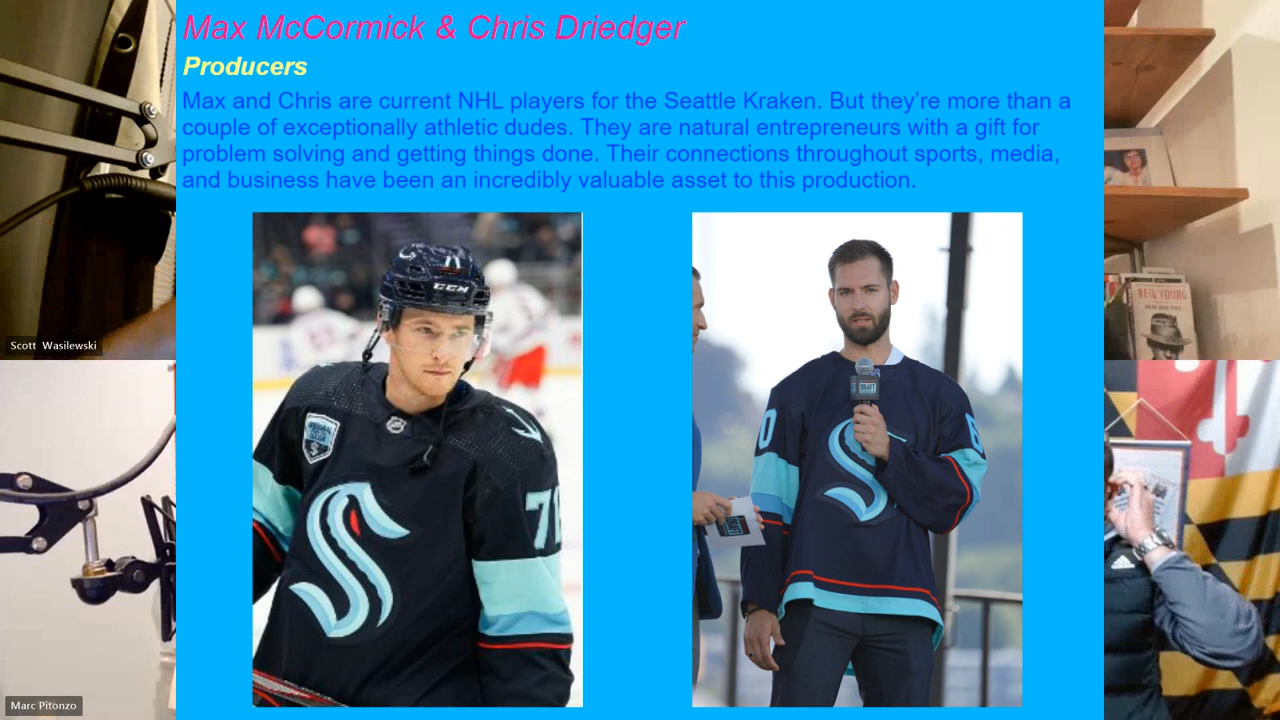 Max McCormick & Chris Driedger
Producers
Max and Chris are current NHL players for the Seattle Kraken. But they’re more than a
couple of exceptionally athletic dudes. They are natural entrepreneurs with a gift for
problem solving and getting things done. Their connections throughout sports, media,
and business have been an incredibly valuable asset to this production.
71
CCM
71
DRAFT
NEIL YOUNG
Scott Wasilewski
Marc Pitonzo